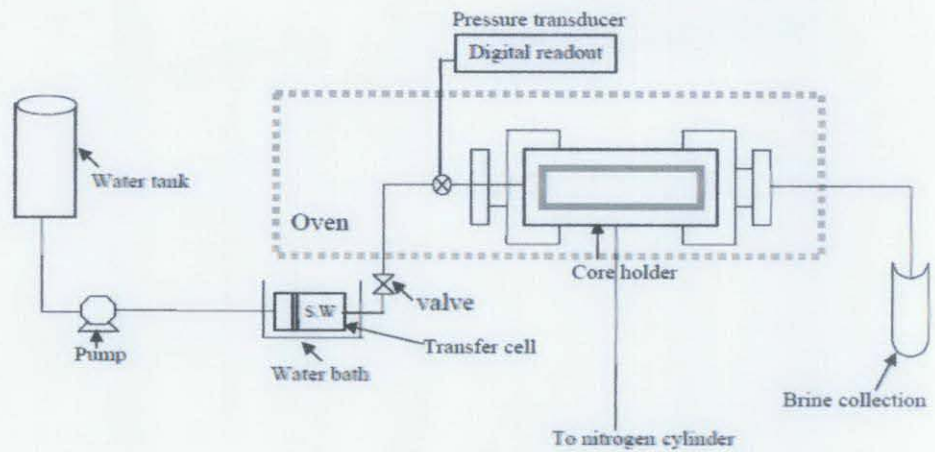 Pressure transducer
Digital readout
Water tank
Oven
Core holder
valve
S.W
Transfer cell
Pump
Water bath
Brine collection
To nitrogen cylinder